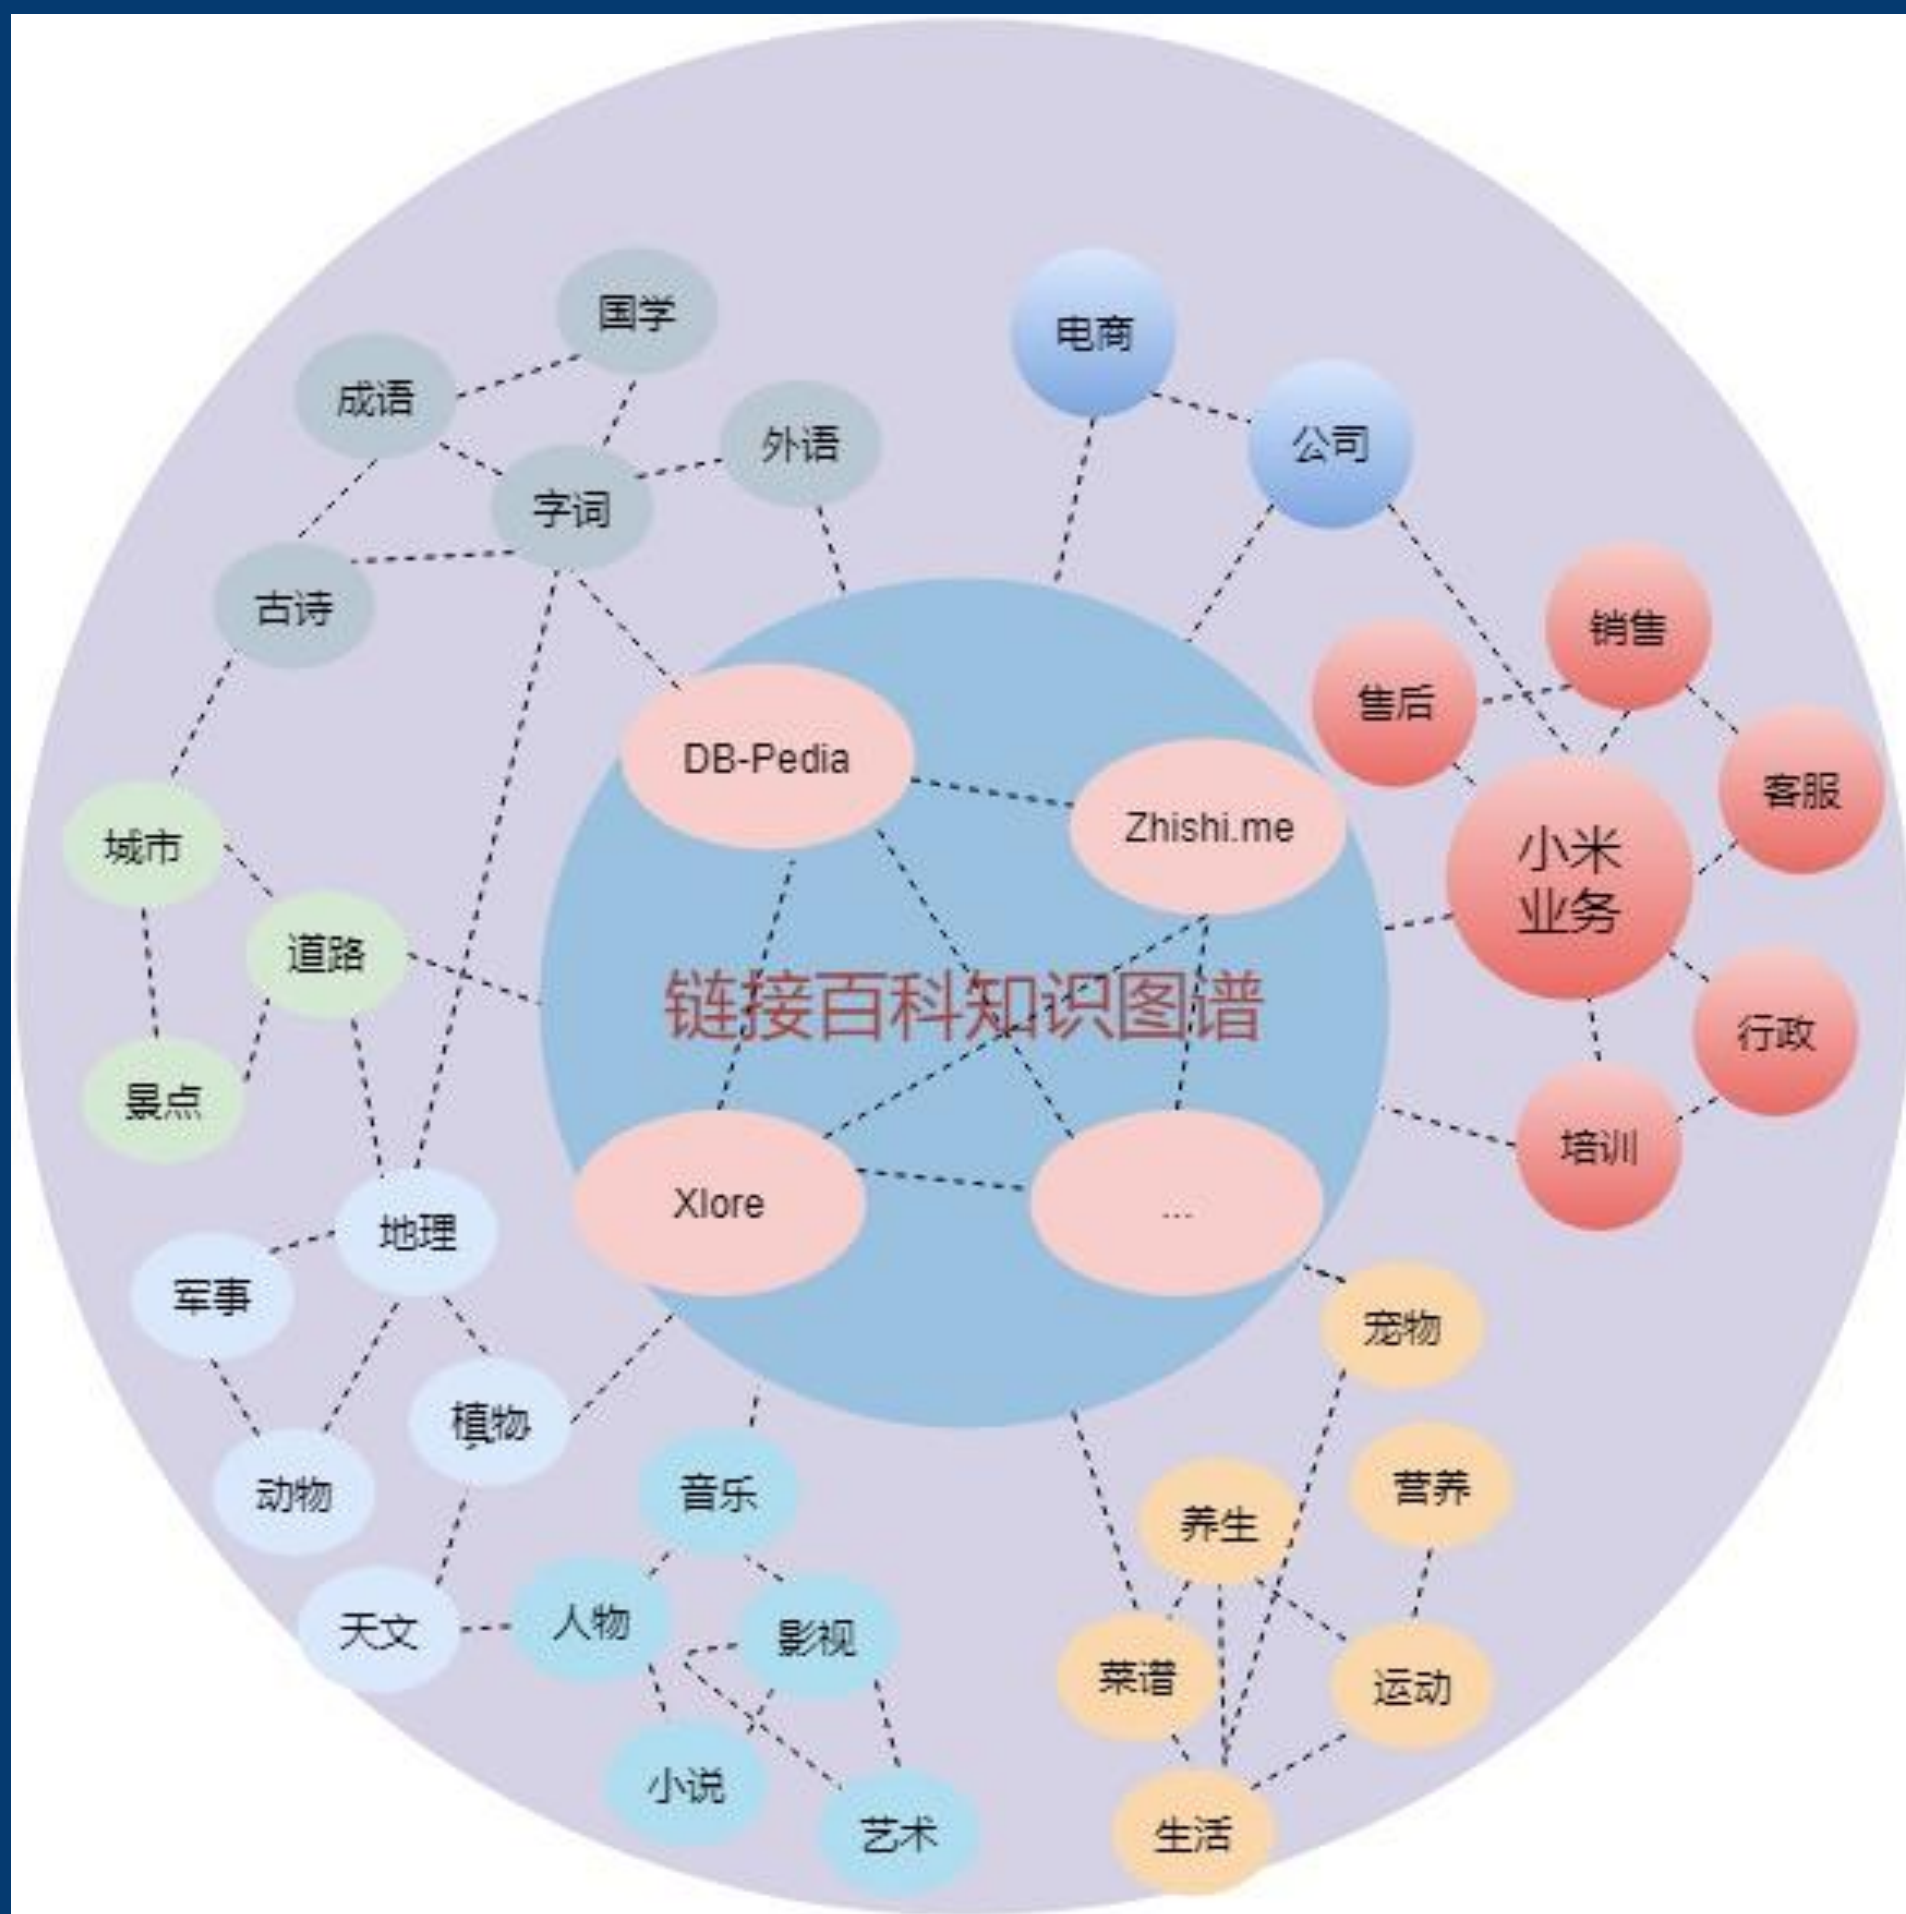 国学
电商
成语
外语
公司
字词
古诗
销售
售后
DB-Pedia
客服
Zhishi.me
城市
小米
业务
道路
链接百科知识图谱
行政
景点
培训
Xlore
...
地理
军事
宠物
植物
动物
音乐
营养
养生
人物
天文
影视
菜谱
运动
小说
艺术
生活